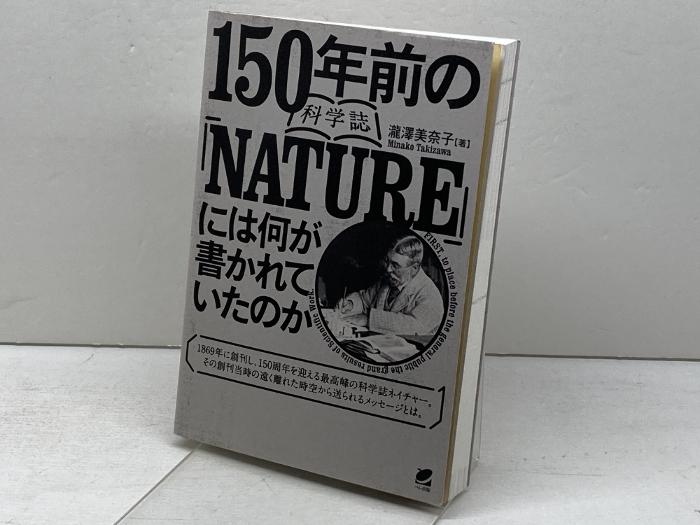 150年前の
科学誌
瀧澤美奈子[著]
Minako Takizawa
「NATURE」
には何が
書かれて
いたのか
FIRST, to place before the general public the grand results of Scientific Work
1869年に創刊し、150周年を迎える最高峰の科学誌ネイチャー。
その創刊当時の遠く離れた時空から送られるメッセージとは。
ベレ出版